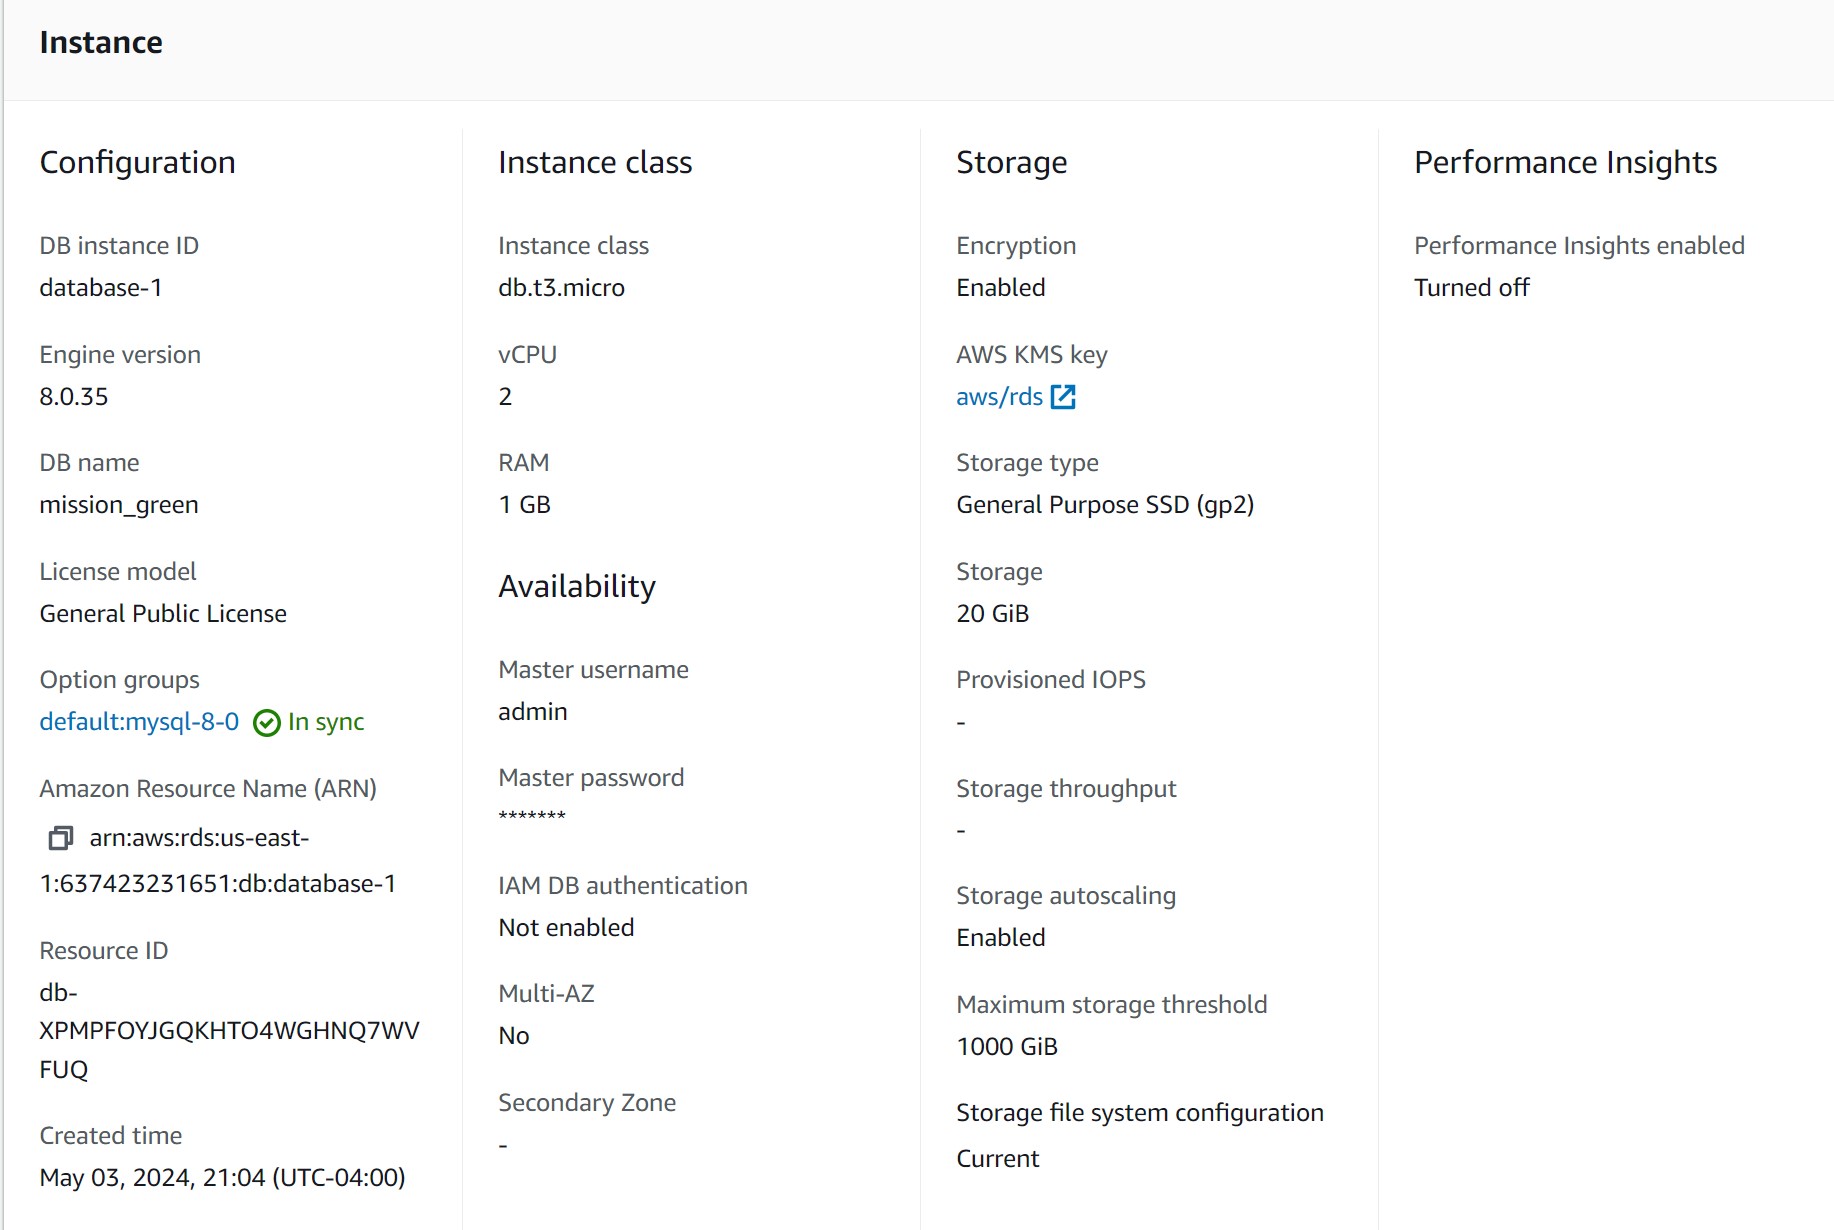 Instance
Configuration
DB instance ID
database-1
Engine version
8.0.35
DB name
mission_green
License model
General Public License
Option groups
default:mysql-8-0 In sync
Amazon Resource Name (ARN)
arn:aws:rds:us-east-
1:637423231651:db:database-1
Resource ID
db-
XPMPFOYJGQKHTO4WGHNQ7WV
FUQ
Created time
May 03, 2024, 21:04 (UTC-04:00)
Instance class
Instance class
db.t3.micro
vCPU
2
RAM
1 GB
Availability
Master username
admin
Master password
*******
IAM DB authentication
Not enabled
Multi-AZ
No
Secondary Zone
-
Storage
Encryption
Enabled
AWS KMS key
aws/rds
Storage type
General Purpose SSD (gp2)
Storage
20 GiB
Provisioned IOPS
-
Storage throughput
-
Storage autoscaling
Enabled
Maximum storage threshold
1000 GiB
Storage file system configuration
Current
Performance Insights
Performance Insights enabled
Turned off